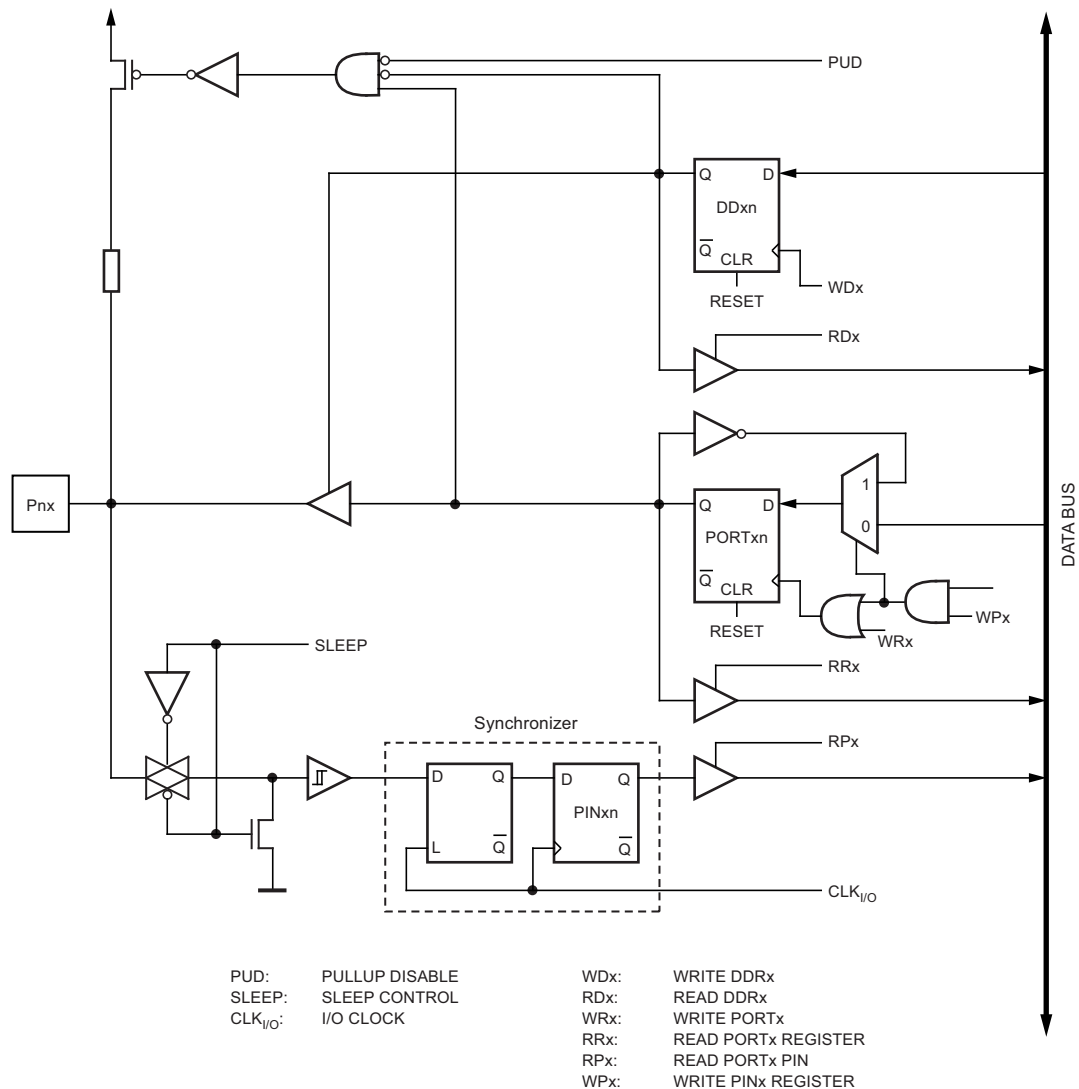 PUD
Q D
DDxn
Q
CLR
RESET
WDx
RDx
Pnx
1
0
Q D
PORTxn
Q
CLR
RESET
WRx
WPx
DATA BUS
SLEEP
RRx
Synchronizer
RPx
D Q
L Q
D Q
PINxn
Q
CLKI/O
PUD: PULLUP DISABLE
SLEEP: SLEEP CONTROL
CLKI/O: I/O CLOCK
WDx: WRITE DDRx
RDx: READ DDRx
WRx: WRITE PORTx
RRx: READ PORTx REGISTER
RPx: READ PORTx PIN
WPx: WRITE PINx REGISTER